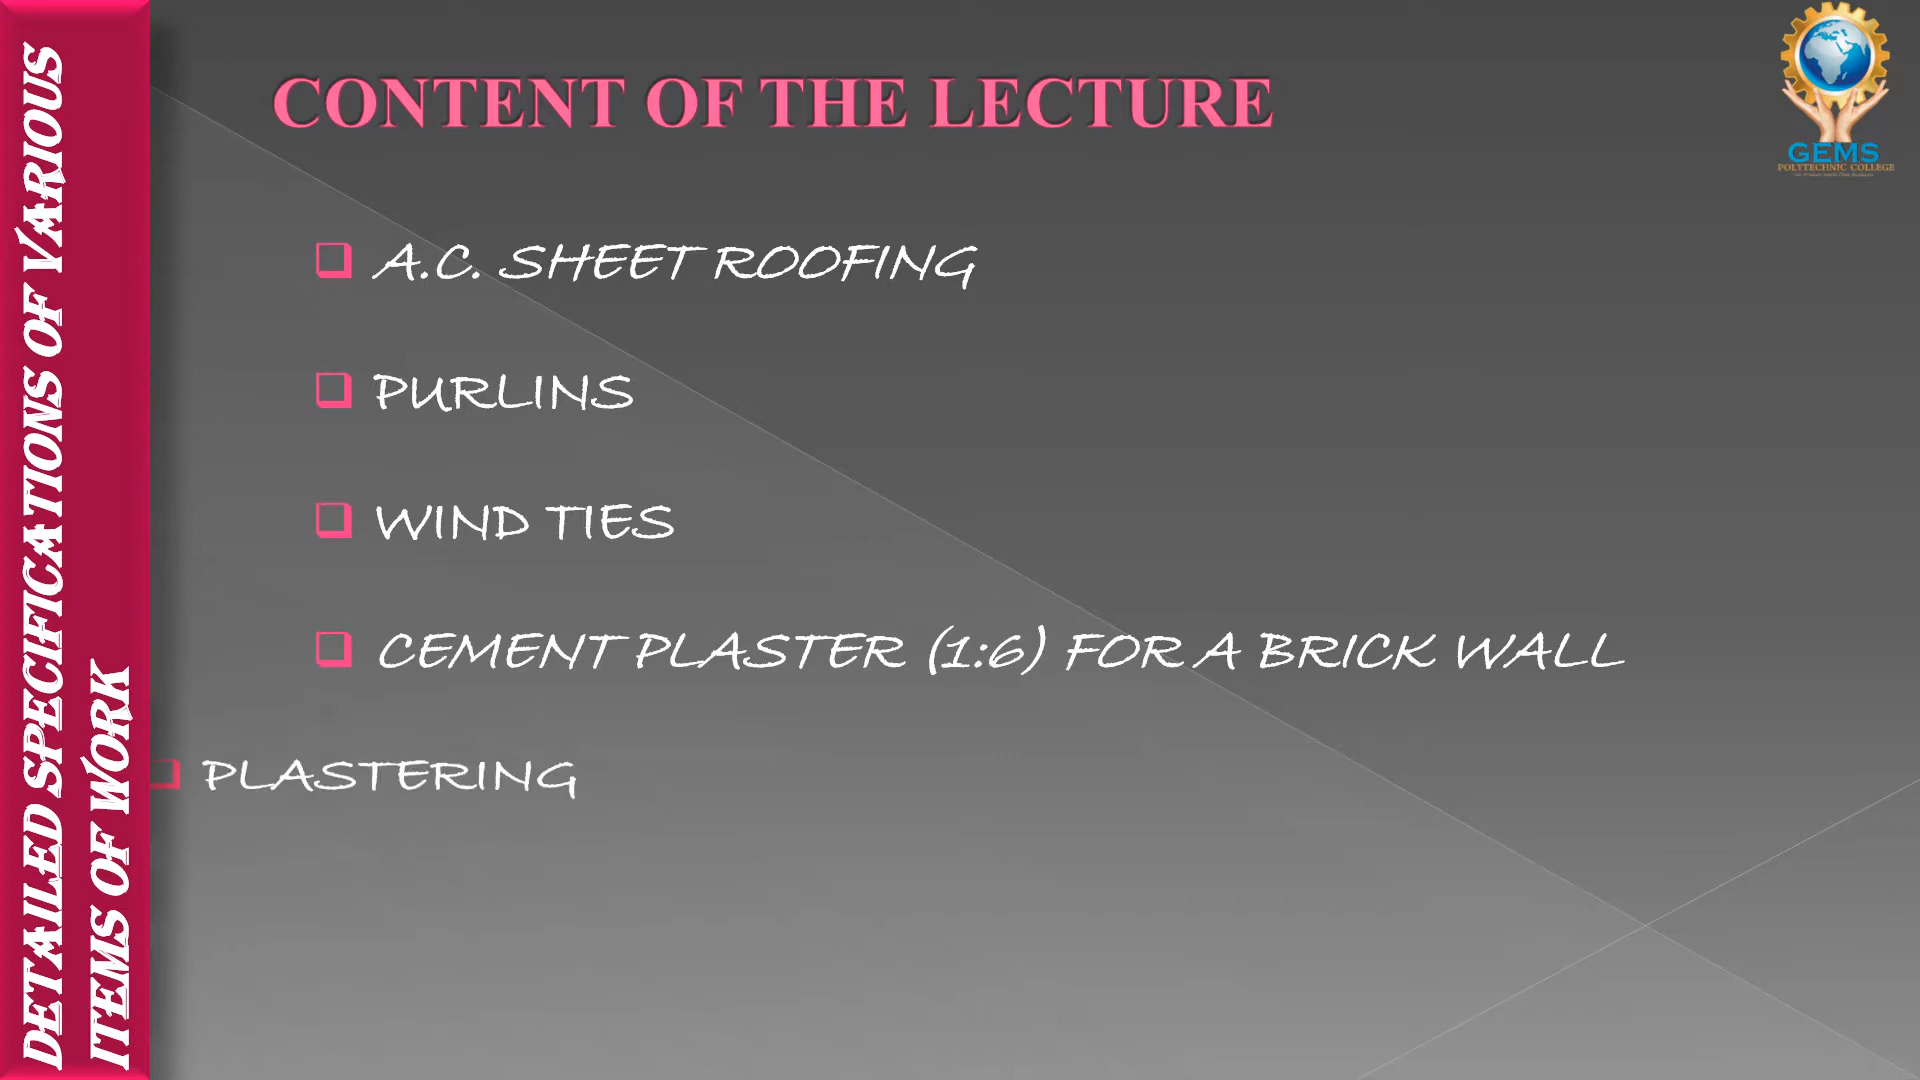 DETAILED SPECIFICATIONS OF VARIOUS
ITEMS OF WORK
CONTENT OF THE LECTURE
GEMS
POLYTECHNIC COLLEGE
A.C. SHEET ROOFING
PURLINS
WIND TIES
CEMENT PLASTER (1:6) FOR A BRICK WALL
PLASTERING